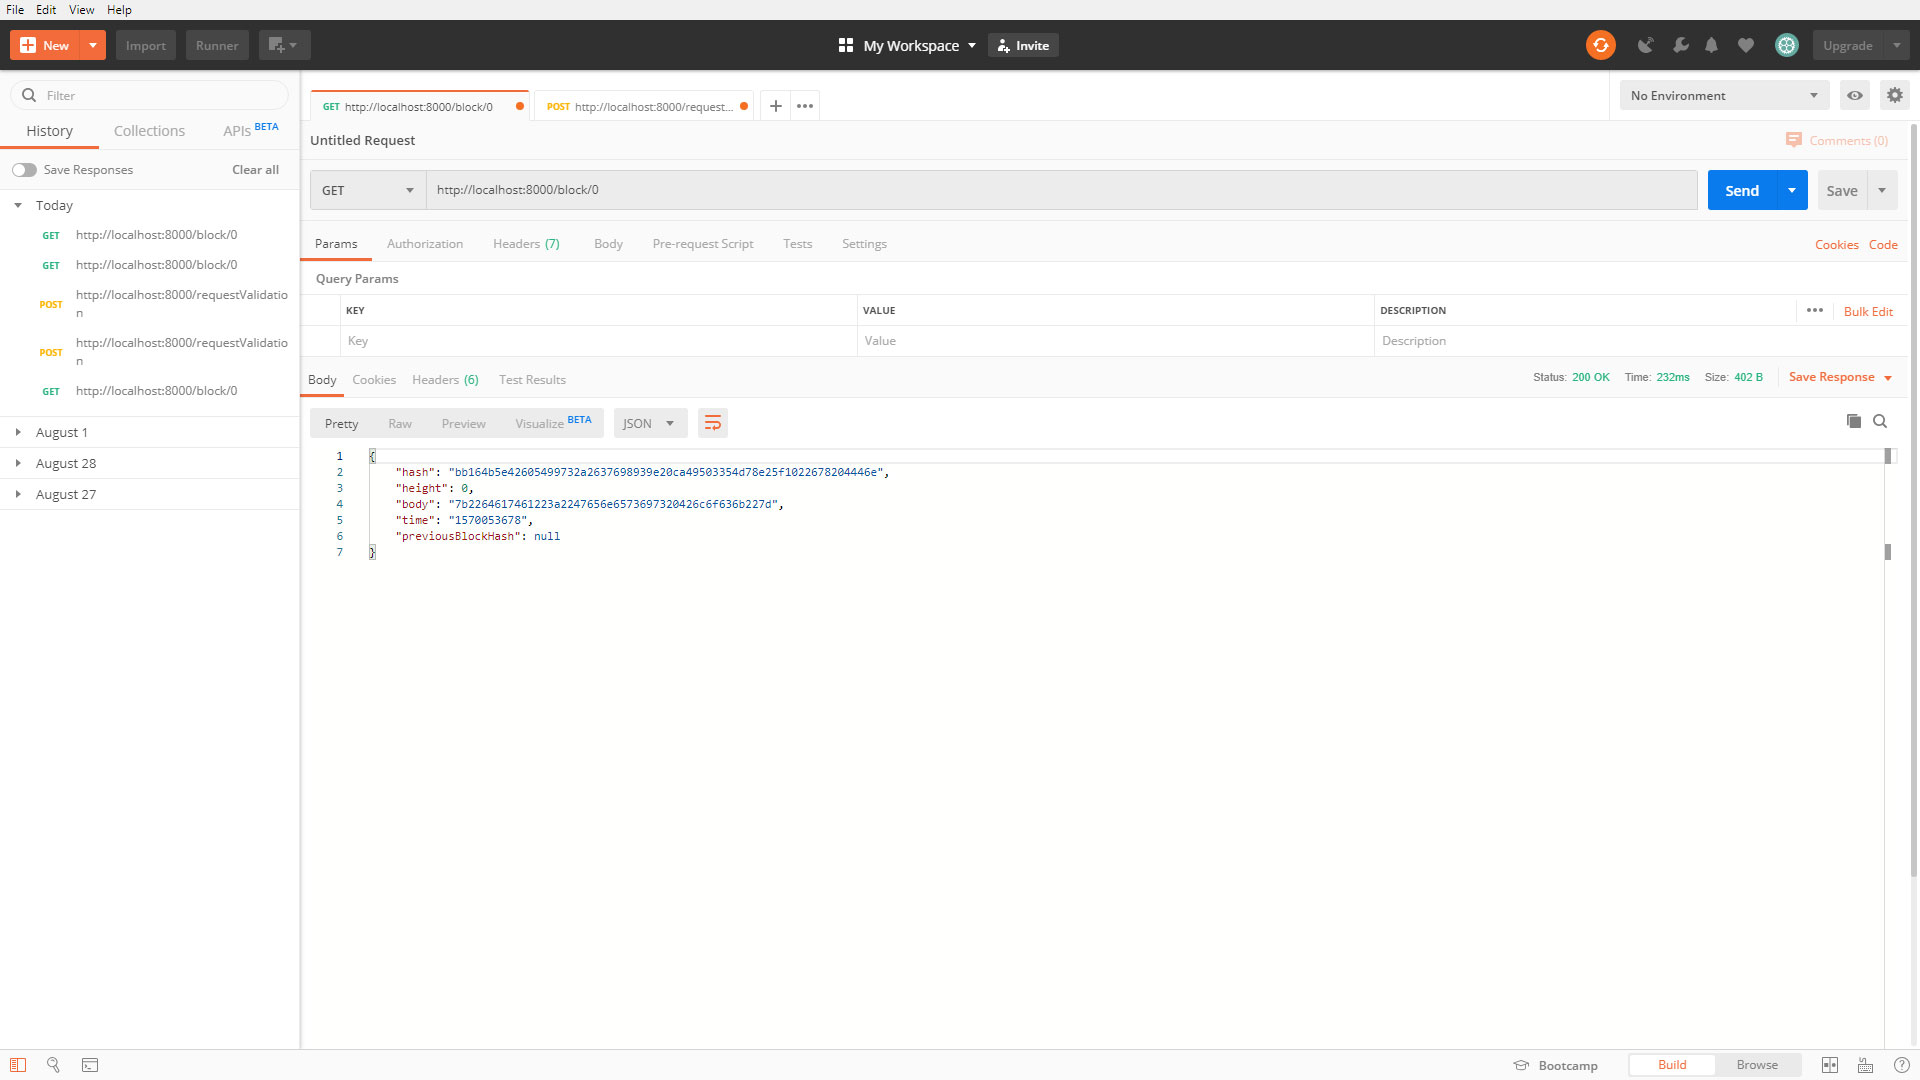 File Edit View Help
New Import Runner My Workspace Invite Upgrade
Filter
History Collections APIs BETA
Save Responses Clear all
Today
GET http://localhost:8000/block/0
GET http://localhost:8000/block/0
POST http://localhost:8000/requestValidatio
n
POST http://localhost:8000/requestValidatio
n
GET http://localhost:8000/block/0
August 1
August 28
August 27
GET http://localhost:8000/block/0 POST http://localhost:8000/request... No Environment
Untitled Request Comments (0)
GET http://localhost:8000/block/0 Send Save
Params Authorization Headers (7) Body Pre-request Script Tests Settings Cookies Code
Query Params
KEY VALUE DESCRIPTION Bulk Edit
Key Value Description
Body Cookies Headers (6) Test Results Status: 200 OK Time: 232ms Size: 402 B Save Response
Pretty Raw Preview Visualize BETA JSON
1 {
2 "hash": "bb164b5e42605499732a2637698939e20ca49503354d78e25f1022678204446e",
3 "height": 0,
4 "body": "7b2264617461223a2247656e6573697320426c6f636b227d",
5 "time": "1570053678",
6 "previousBlockHash": null
7 }
Bootcamp Build Browse